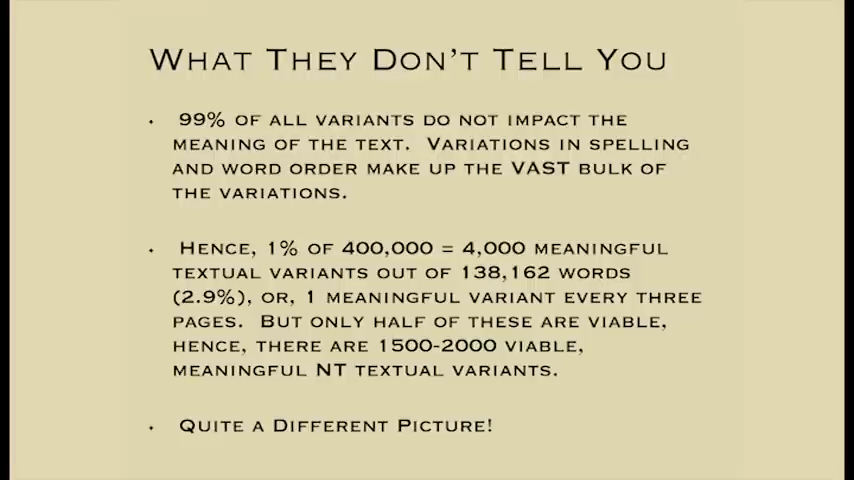 What They Don't Tell You
• 99% of all variants do not impact the
meaning of the text. Variations in spelling
and word order make up the VAST bulk of
the variations.
• Hence, 1% of 400,000 = 4,000 meaningful
textual variants out of 138,162 words
(2.9%), or, 1 meaningful variant every three
pages. But only half of these are viable,
hence, there are 1500-2000 viable,
meaningful NT textual variants.
• Quite a Different Picture!